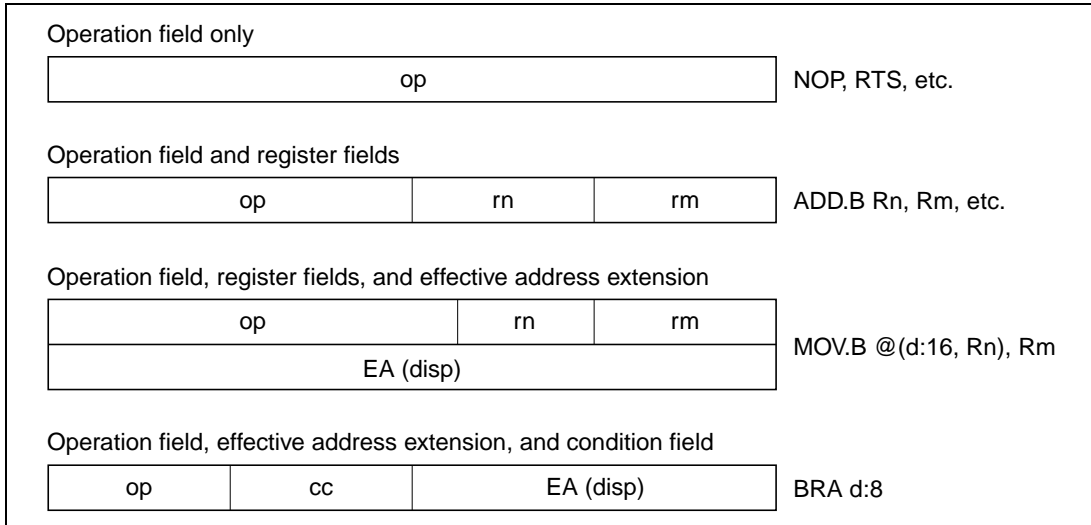 Operation field only
op NOP, RTS, etc.
Operation field and register fields
op rn rm ADD.B Rn, Rm, etc.
Operation field, register fields, and effective address extension
op rn rm
EA (disp)
MOV.B @(d:16, Rn), Rm
Operation field, effective address extension, and condition field
op cc EA (disp) BRA d:8